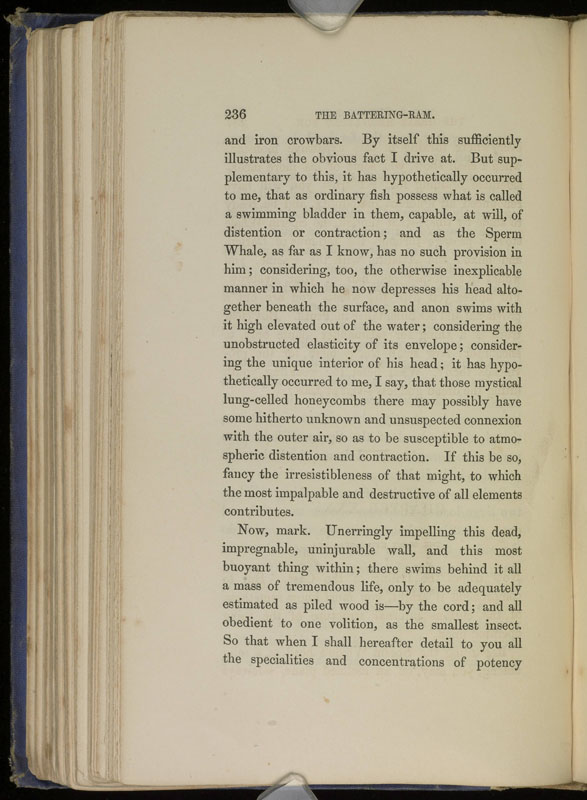 236 THE BATTERING-RAM.
and iron crowbars. By itself this sufficiently
illustrates the obvious fact I drive at. But sup-
plementary to this, it has hypothetically occurred
to me, that as ordinary fish possess what is called
a swimming bladder in them, capable, at will, of
distention or contraction; and as the Sperm
Whale, as far as I know, has no such provision in
him; considering, too, the otherwise inexplicable
manner in which he now depresses his head alto-
gether beneath the surface, and anon swims with
it high elevated out of the water; considering the
unobstructed elasticity of its envelope; consider-
ing the unique interior of his head; it has hypo-
thetically occurred to me, I say, that those mystical
lung-celled honeycombs there may possibly have
some hitherto unknown and unsuspected connexion
with the outer air, so as to be susceptible to atmo-
spheric distention and contraction. If this be so,
fancy the irresistibleness of that might, to which
the most impalpable and destructive of all elements
contributes.
Now, mark. Unerringly impelling this dead,
impregnable, uninjurable wall, and this most
buoyant thing within; there swims behind it all
a mass of tremendous life, only to be adequately
estimated as piled wood is—by the cord; and all
obedient to one volition, as the smallest insect.
So that when I shall hereafter detail to you all
the specialities and concentrations of potency